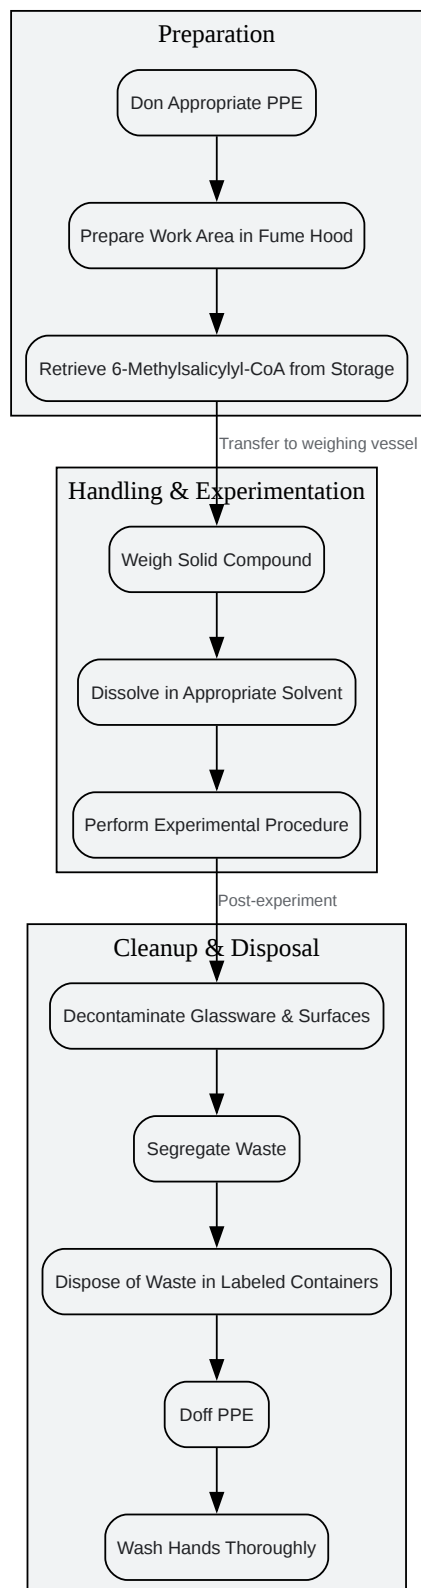 Preparation
Don Appropriate PPE
Prepare Work Area in Fume Hood
Retrieve 6-Methylsalicylyl-CoA from Storage
Transfer to weighing vessel
Handling & Experimentation
Weigh Solid Compound
Dissolve in Appropriate Solvent
Perform Experimental Procedure
Post-experiment
Cleanup & Disposal
Decontaminate Glassware & Surfaces
Segregate Waste
Dispose of Waste in Labeled Containers
Doff PPE
Wash Hands Thoroughly